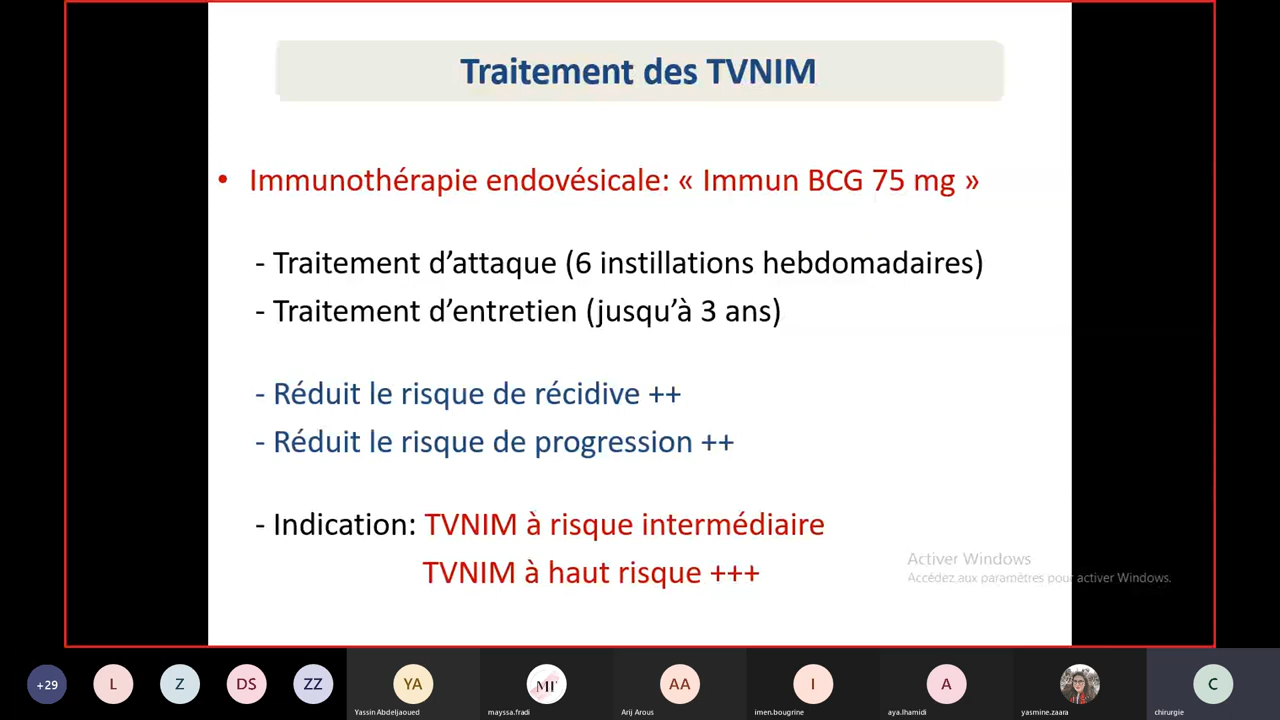 Traitement des TVNIM
• Immunothérapie endovésicale: « Immun BCG 75 mg »
- Traitement d’attaque (6 instillations hebdomadaires)
- Traitement d’entretien (jusqu’à 3 ans)
- Réduit le risque de récidive ++
- Réduit le risque de progression ++
- Indication: TVNIM à risque intermédiaire
TVNIM à haut risque +++
Activer Windows
Accédez aux paramètres pour activer Windows.
+29 L Z DS ZZ YA MF AA I A C
Yassin Abdeljaoued mayssa.fradi Arij Arous imen.bougrine aya.lhamidi yasmine.zaara chirurgie